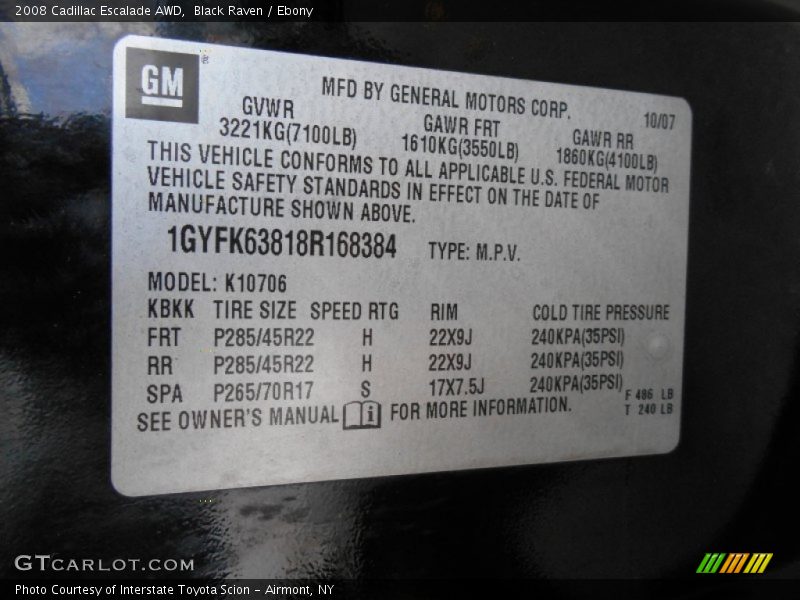 2008 Cadillac Escalade AWD, Black Raven / Ebony
GM ®
MFD BY GENERAL MOTORS CORP. 10/07
GVWR GAWR FRT GAWR RR
3221KG(7100LB) 1610KG(3550LB) 1860KG(4100LB)
THIS VEHICLE CONFORMS TO ALL APPLICABLE U.S. FEDERAL MOTOR
VEHICLE SAFETY STANDARDS IN EFFECT ON THE DATE OF
MANUFACTURE SHOWN ABOVE.
1GYFK63818R168384 TYPE: M.P.V.
MODEL: K10706
KBKK TIRE SIZE SPEED RTG RIM COLD TIRE PRESSURE
FRT P285/45R22 H 22X9J 240KPA(35PSI)
RR P285/45R22 H 22X9J 240KPA(35PSI)
SPA P265/70R17 S 17X7.5J 240KPA(35PSI)
F 486 LB
SEE OWNER'S MANUAL i FOR MORE INFORMATION. T 240 LB
GTCARLOT.COM
Photo Courtesy of Interstate Toyota Scion – Airmont, NY